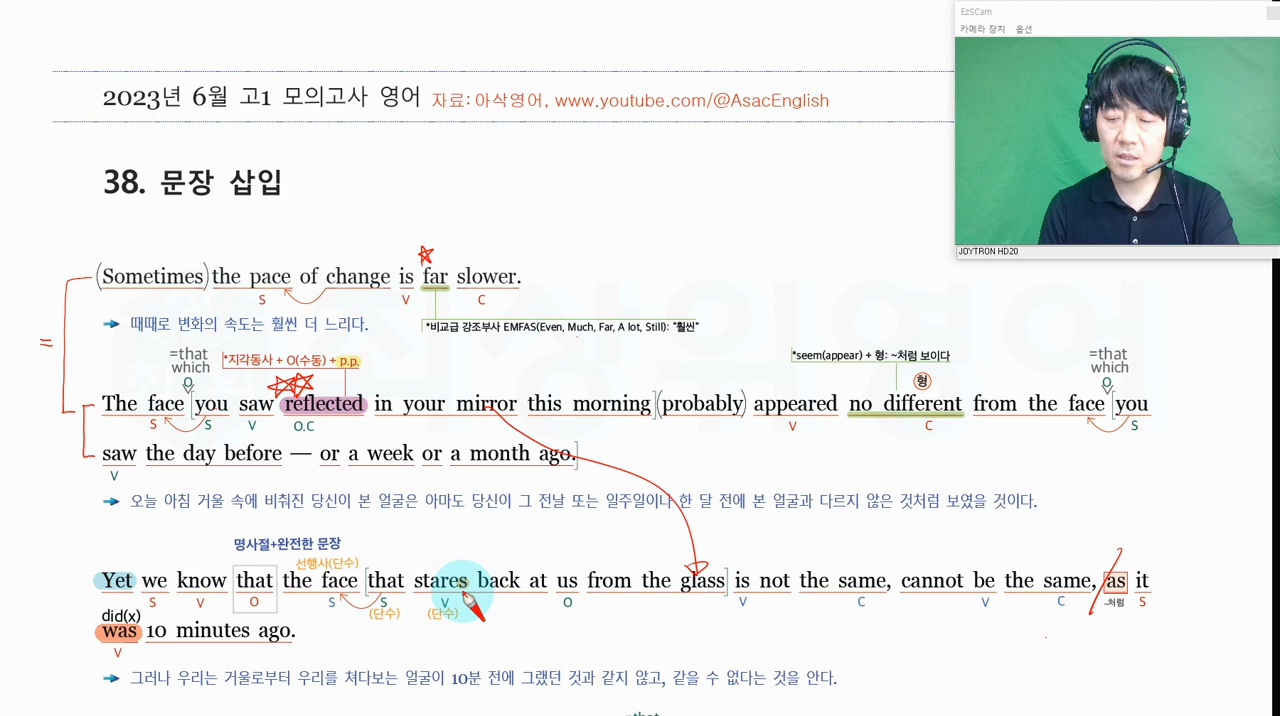 EzSCam
카메라 장치 옵션
JOYTRON HD20
2023년 6월 고1 모의고사 영어 자료: 아삭영어, www.youtube.com/@AsacEnglish
38. 문장 삽입
(Sometimes) the pace of change is far slower.
S V C
때때로 변화의 속도는 훨씬 더 느리다.
*비교급 강조부사 EMFAS(Even, Much, Far, A lot, Still): “훨씬”
=that which *지각동사 + O(수동) + p.p. *seem(appear) + 형: ~처럼 보이다 =that which
O 형 O
The face [you saw reflected in your mirror this morning] (probably) appeared no different from the face [you
S S V O.C V C S
saw the day before — or a week or a month ago.]
V
오늘 아침 거울 속에 비춰진 당신이 본 얼굴은 아마도 당신이 그 전날 또는 일주일이나 한 달 전에 본 얼굴과 다르지 않은 것처럼 보였을 것이다.
명사절+완전한 문장
선행사(단수)
Yet we know that the face [that stares back at us from the glass] is not the same, cannot be the same, as it
S V O S S V O V C V C ~처럼 S
(단수) (단수)
did(x)
was 10 minutes ago.
V
그러나 우리는 거울로부터 우리를 쳐다보는 얼굴이 10분 전에 그랬던 것과 같지 않고, 같을 수 없다는 것을 안다.